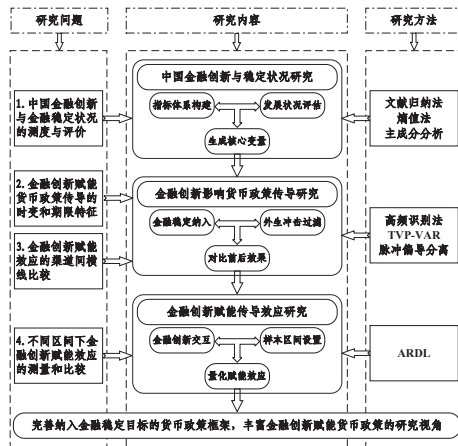 研究问题
研究内容
研究方法
1.中国金融创新
与金融稳定状况
的测度与评价
2.金融创新赋能
货币政策传导的
时变和期限特征
3.金融创新赋能
效应的渠道间横
线比较
4.不同区间下金
融创新赋能效应
的测量和比较
中国金融创新与稳定状况研究
指标体系构建
发展状况评估
生成核心变量
金融创新影响货币政策传导研究
金融稳定纳入
外生冲击过滤
对比前后效果
金融创新赋能传导效应研究
金融创新交互
样本区间设置
量化赋能效应
文献归纳法
熵值法
主成分分析
高频识别法
TVP-VAR
脉冲偏导分离
ARDL
完善纳入金融稳定目标的货币政策框架，丰富金融创新赋能货币政策的研究视角